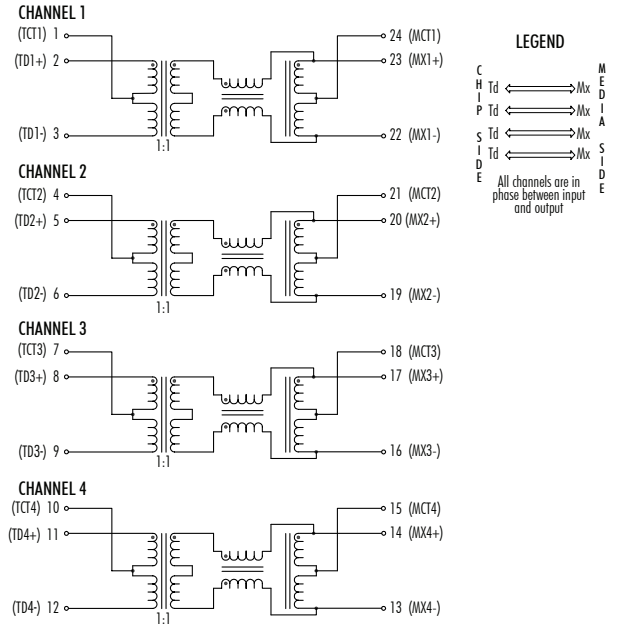 CHANNEL 1
(TCT1) 1
24 (MCT1)
(TD1+) 2
23 (MX1+)
(TD1-) 3
22 (MX1-)
1:1
CHANNEL 2
(TCT2) 4
21 (MCT2)
(TD2+) 5
20 (MX2+)
(TD2-) 6
19 (MX2-)
1:1
CHANNEL 3
(TCT3) 7
18 (MCT3)
(TD3+) 8
17 (MX3+)
(TD3-) 9
16 (MX3-)
1:1
CHANNEL 4
(TCT4) 10
15 (MCT4)
(TD4+) 11
14 (MX4+)
(TD4-) 12
13 (MX4-)
1:1
LEGEND
CHIP SIDE
Td Mx
Td Mx
Td Mx
Td Mx
MEDIA SIDE
All channels are in
phase between input
and output